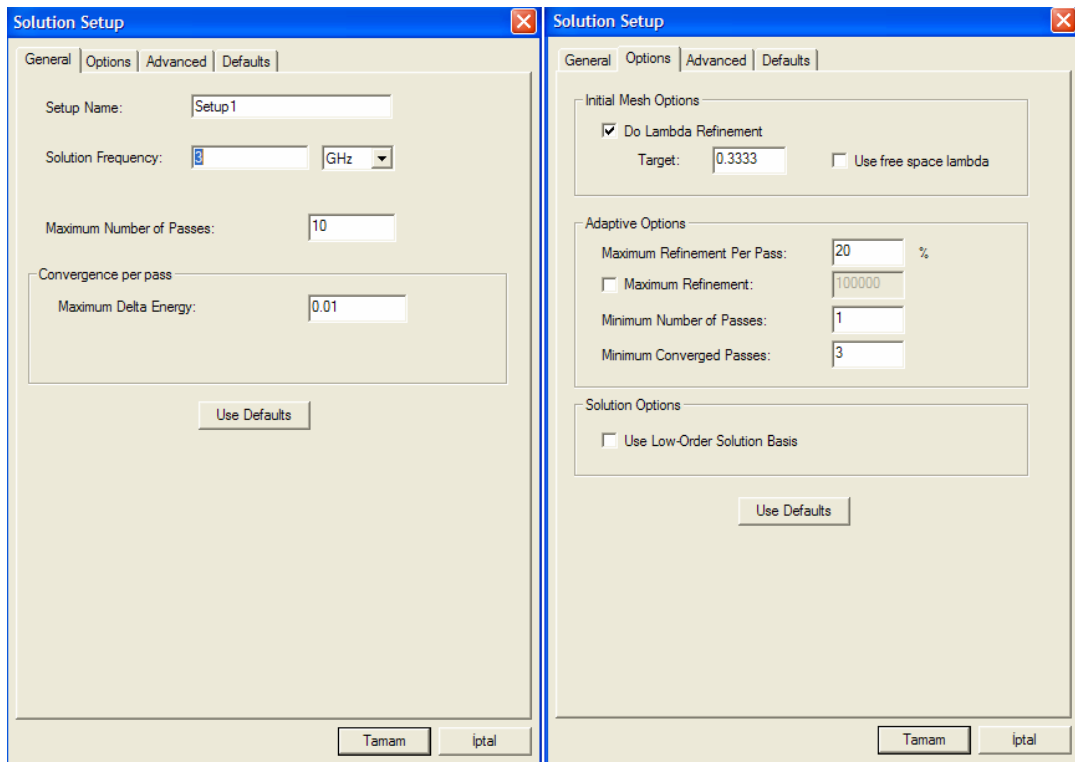 Solution Setup
General Options Advanced Defaults
Setup Name: Setup1
Solution Frequency: 3 GHz
Maximum Number of Passes: 10
Convergence per pass
Maximum Delta Energy: 0.01
Use Defaults
Tamam İptal
Solution Setup
General Options Advanced Defaults
Initial Mesh Options
Do Lambda Refinement
Target: 0.3333 Use free space lambda
Adaptive Options
Maximum Refinement Per Pass: 20 %
Maximum Refinement: 100000
Minimum Number of Passes: 1
Minimum Converged Passes: 3
Solution Options
Use Low-Order Solution Basis
Use Defaults
Tamam İptal